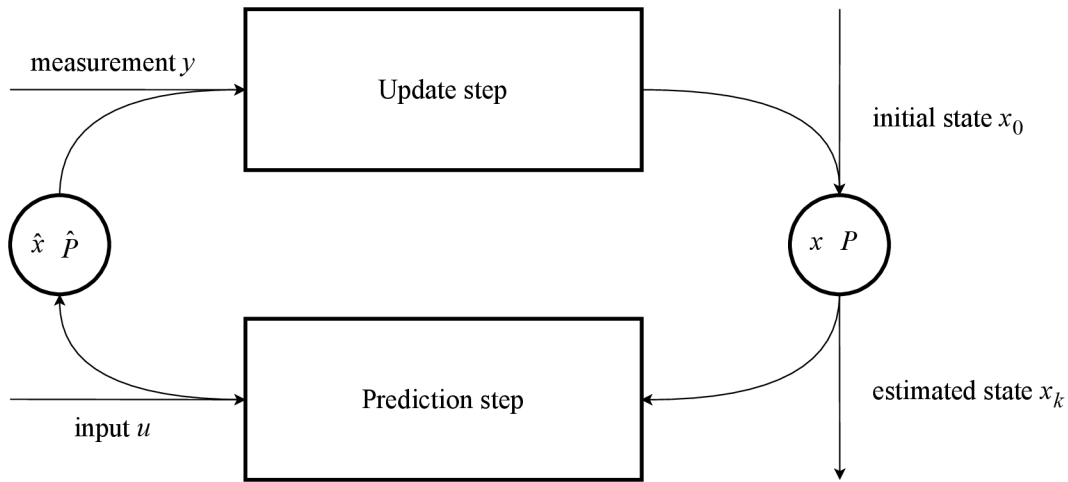 measurement y
Update step
initial state x₀
x̂ P̂
x P
Prediction step
estimated state xₖ
input u